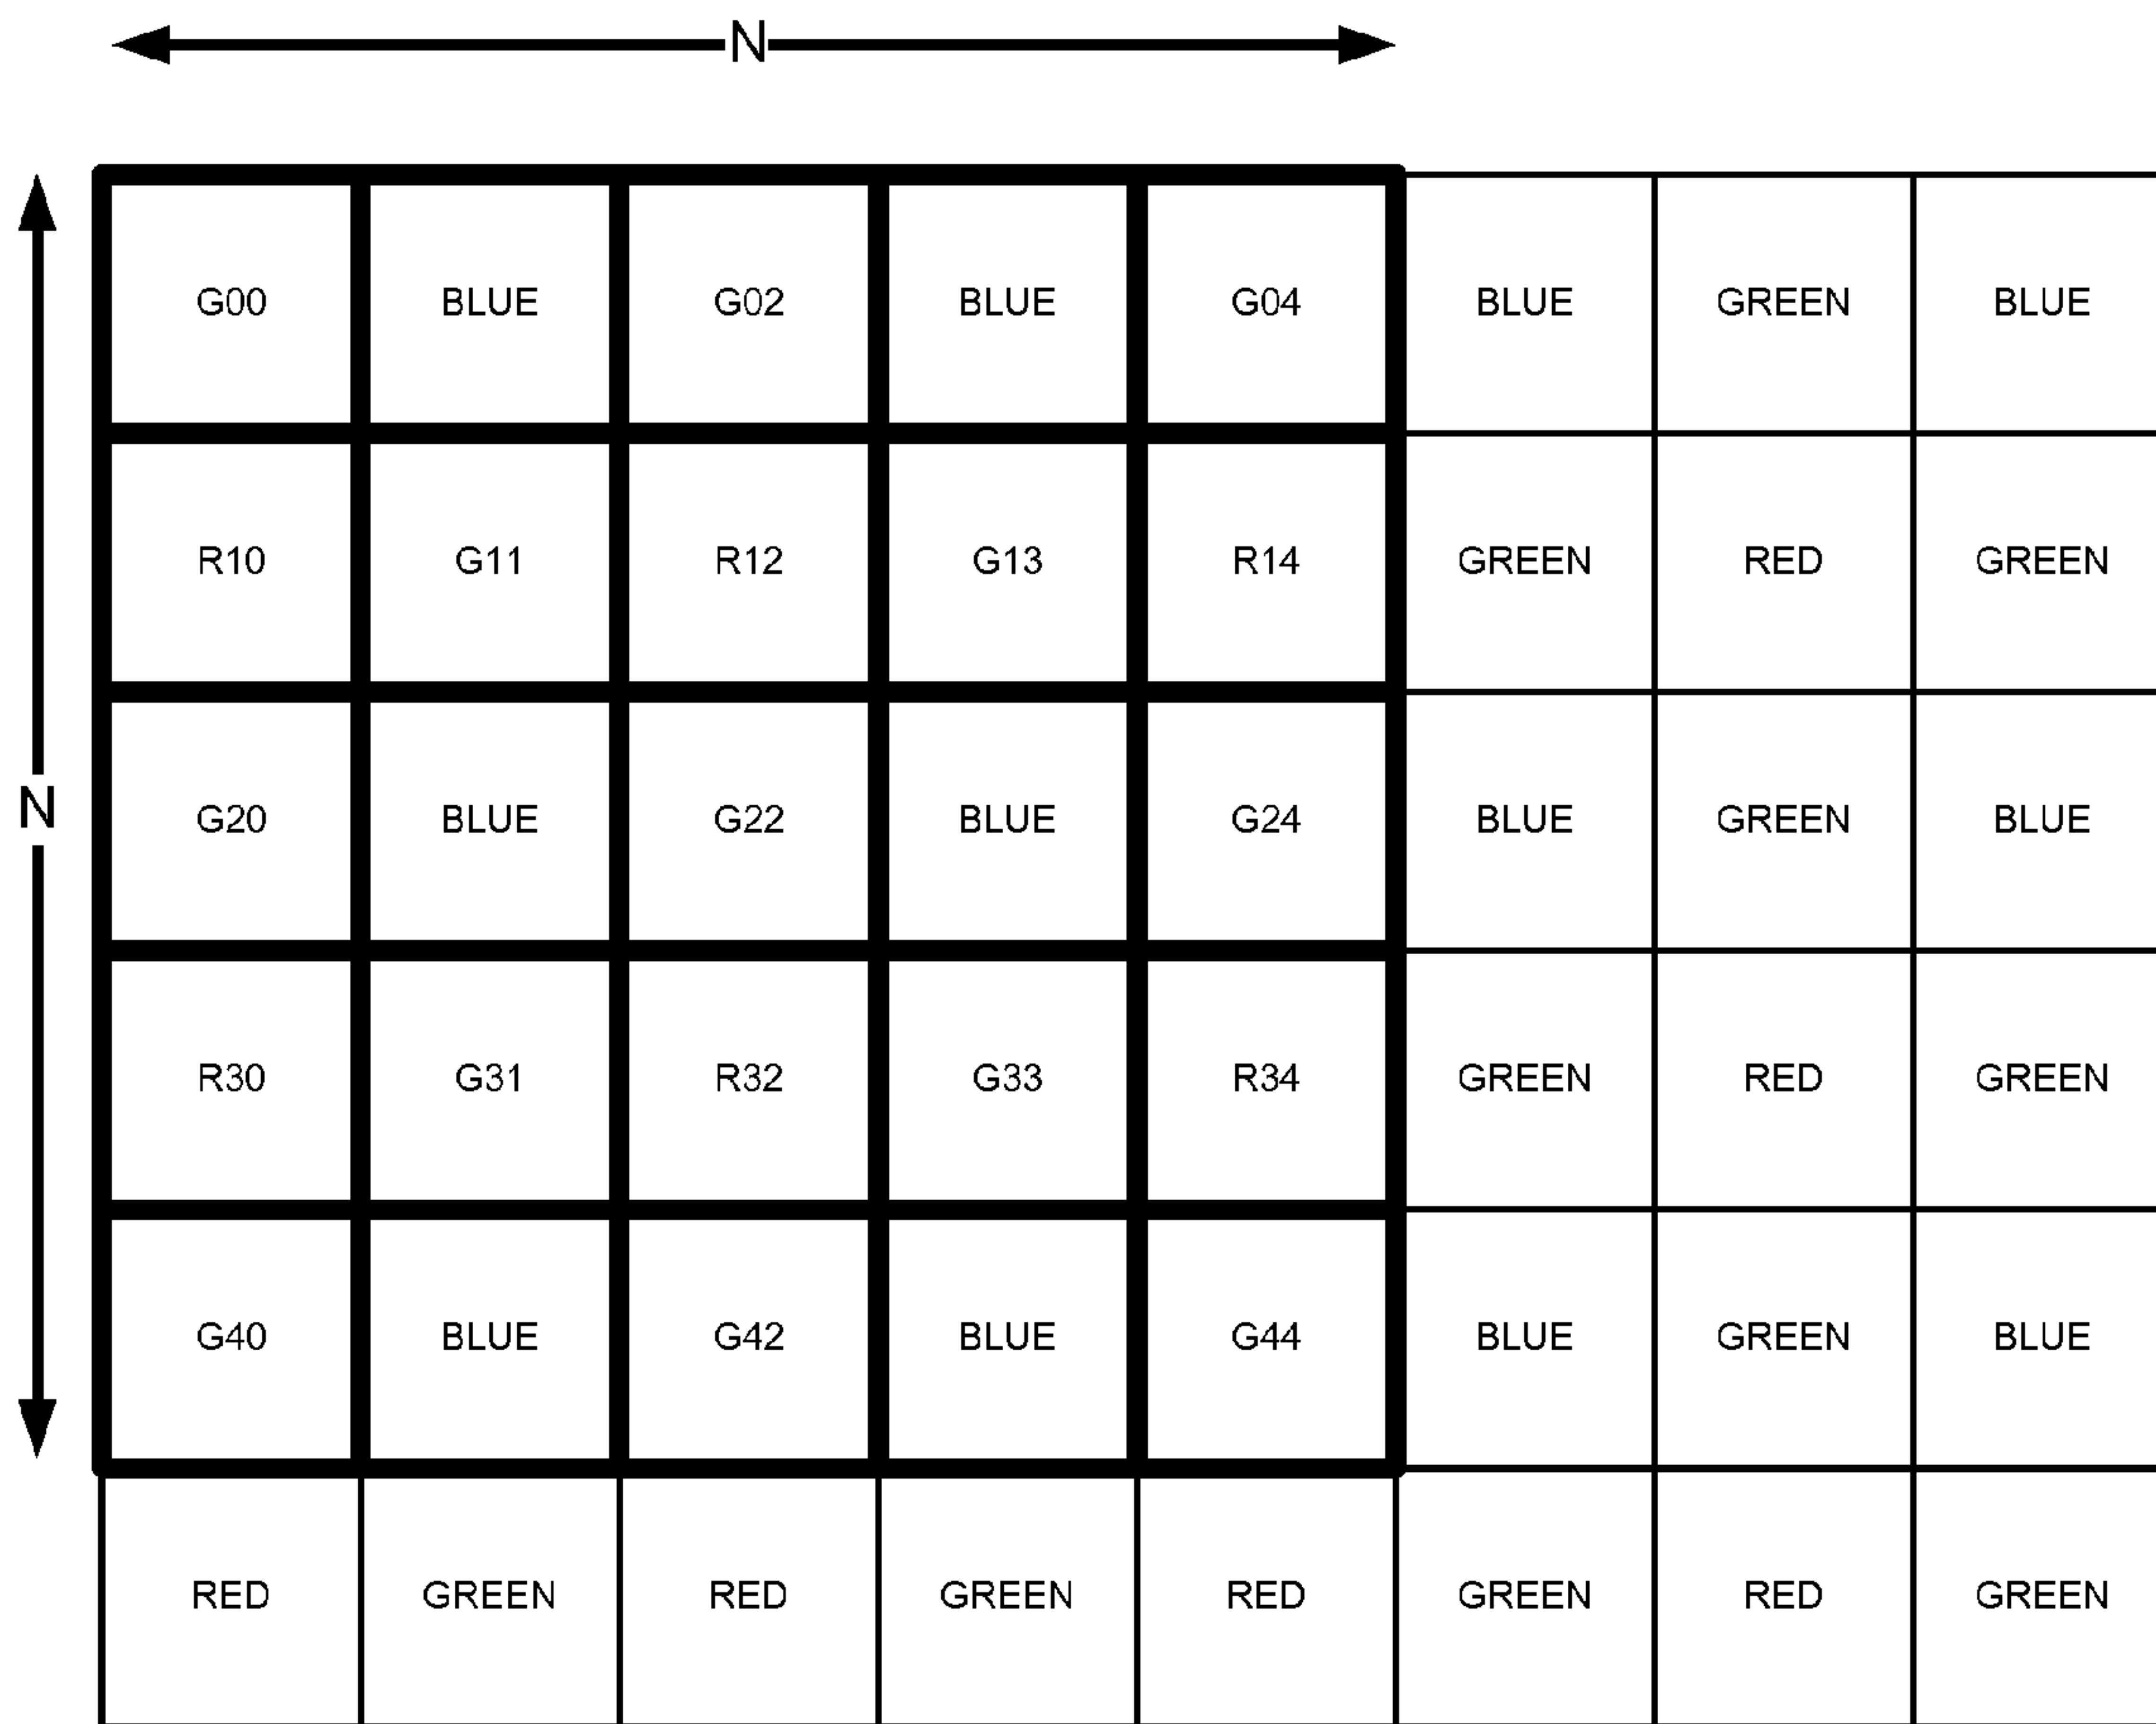 N
G00 BLUE G02 BLUE G04 BLUE GREEN BLUE
R10 G11 R12 G13 R14 GREEN RED GREEN
G20 BLUE G22 BLUE G24 BLUE GREEN BLUE
N
R30 G31 R32 G33 R34 GREEN RED GREEN
G40 BLUE G42 BLUE G44 BLUE GREEN BLUE
RED GREEN RED GREEN RED GREEN RED GREEN